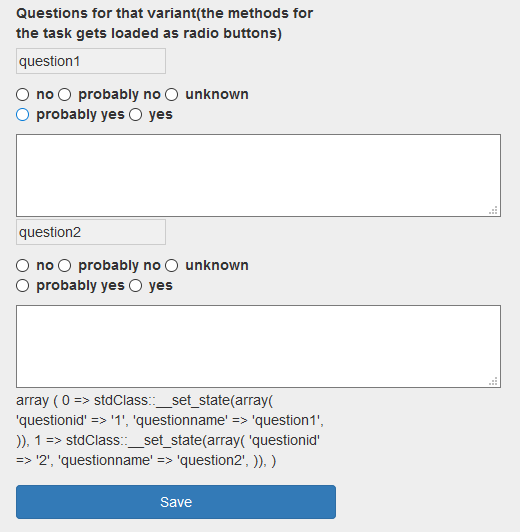 Questions for that variant(the methods for
the task gets loaded as radio buttons)
question1
no probably no unknown
probably yes yes
question2
no probably no unknown
probably yes yes
array ( 0 => stdClass::__set_state(array(
'questionid' => '1', 'questionname' => 'question1',
)), 1 => stdClass::__set_state(array( 'questionid'
=> '2', 'questionname' => 'question2', )), )
Save